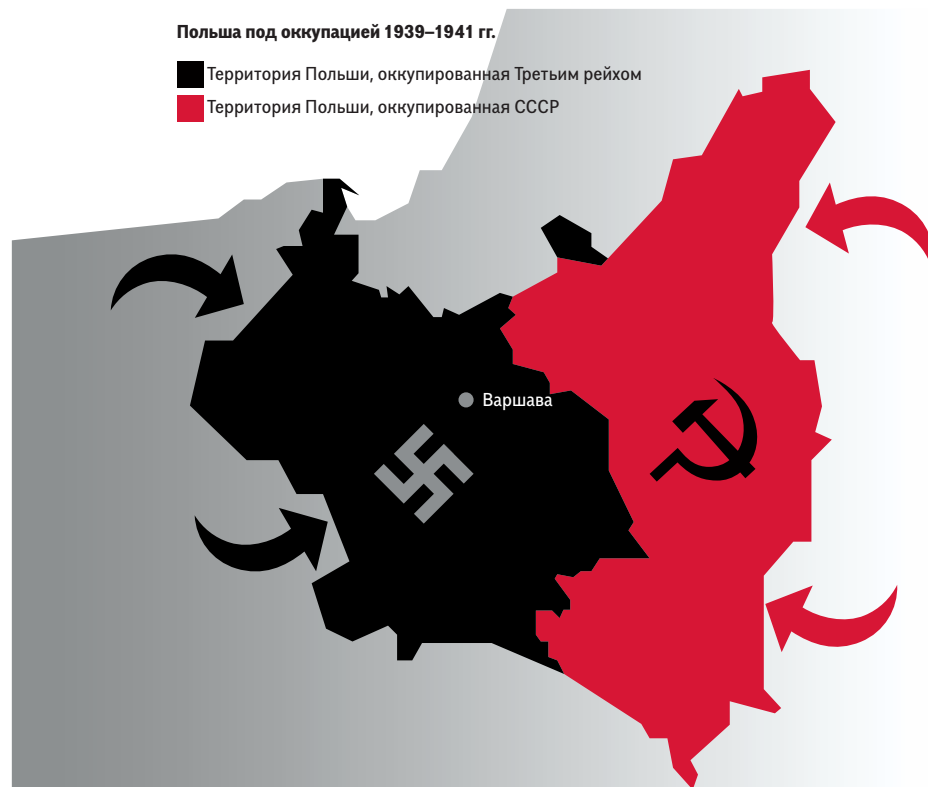 Польша под оккупацией 1939–1941 гг.
Территория Польши, оккупированная Третьим рейхом
Территория Польши, оккупированная СССР
Варшава